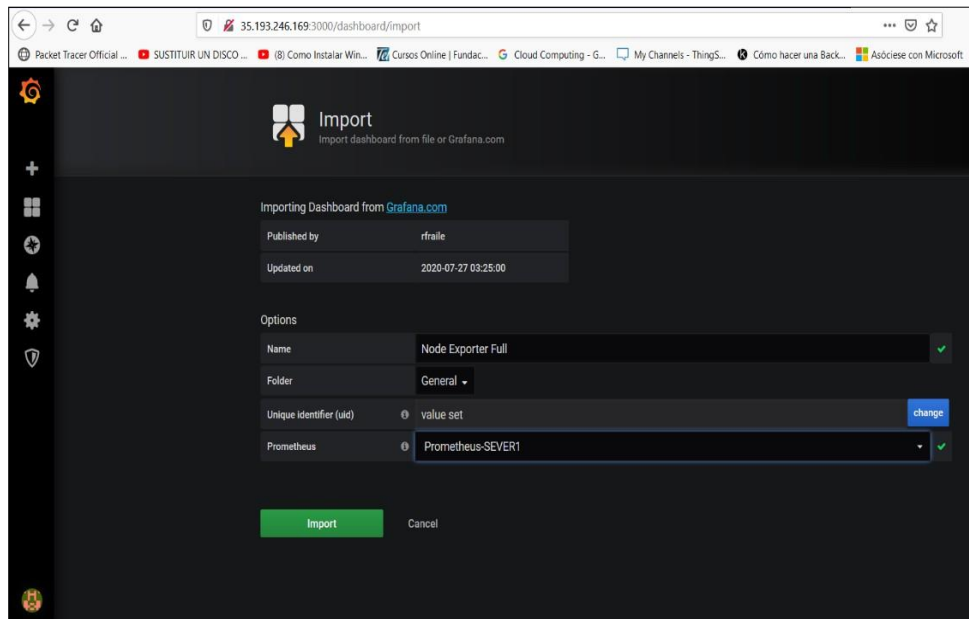 35.193.246.169:3000/dashboard/import
Packet Tracer Official ... SUSTITUIR UN DISCO ... (8) Como Instalar Win... Cursos Online | Fundac... Cloud Computing - G... My Channels - ThingS... Cómo hacer una Back... Asóciese con Microsoft
Import
Import dashboard from file or Grafana.com
Importing Dashboard from Grafana.com
Published by rfraile
Updated on 2020-07-27 03:25:00
Options
Name Node Exporter Full
Folder General
Unique identifier (uid) value set change
Prometheus Prometheus-SEVER1
Import Cancel